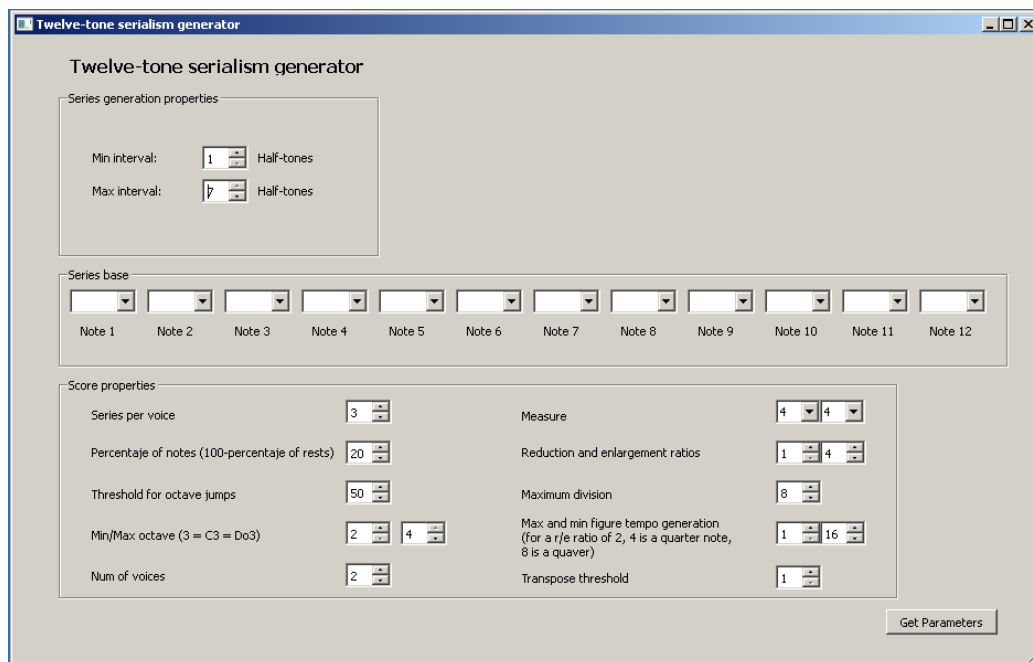 Twelve-tone serialism generator
Twelve-tone serialism generator
Series generation properties
Min interval: 1 Half-tones
Max interval: 7 Half-tones
Series base
Note 1 Note 2 Note 3 Note 4 Note 5 Note 6 Note 7 Note 8 Note 9 Note 10 Note 11 Note 12
Score properties
Series per voice 3 Measure 4 4
Percentaje of notes (100-percentaje of rests) 20 Reduction and enlargement ratios 1 4
Threshold for octave jumps 50 Maximum division 8
Min/Max octave (3 = C3 = Do3) 2 4
Max and min figure tempo generation
(for a r/e ratio of 2, 4 is a quarter note, 1 16
8 is a quaver)
Num of voices 2 Transpose threshold 1
Get Parameters